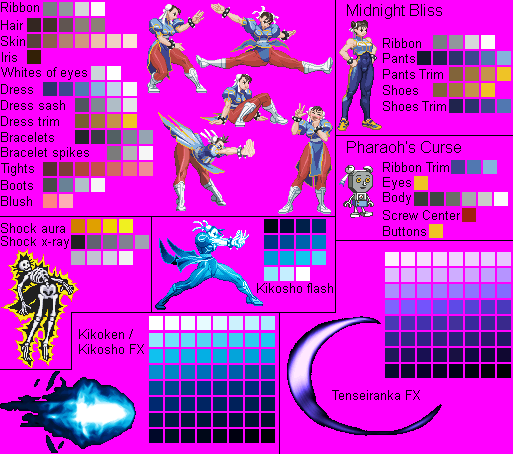 Ribbon
Hair
Skin
Iris
Whites of eyes
Dress
Dress sash
Dress trim
Bracelets
Bracelet spikes
Tights
Boots
Blush
Midnight Bliss
Ribbon
Pants
Pants Trim
Shoes
Shoes Trim
Pharaoh's Curse
Ribbon Trim
Eyes
Body
Screw Center
Buttons
Shock aura
Shock x-ray
Kikosho flash
Kikoken /
Kikosho FX
Tenseiranka FX